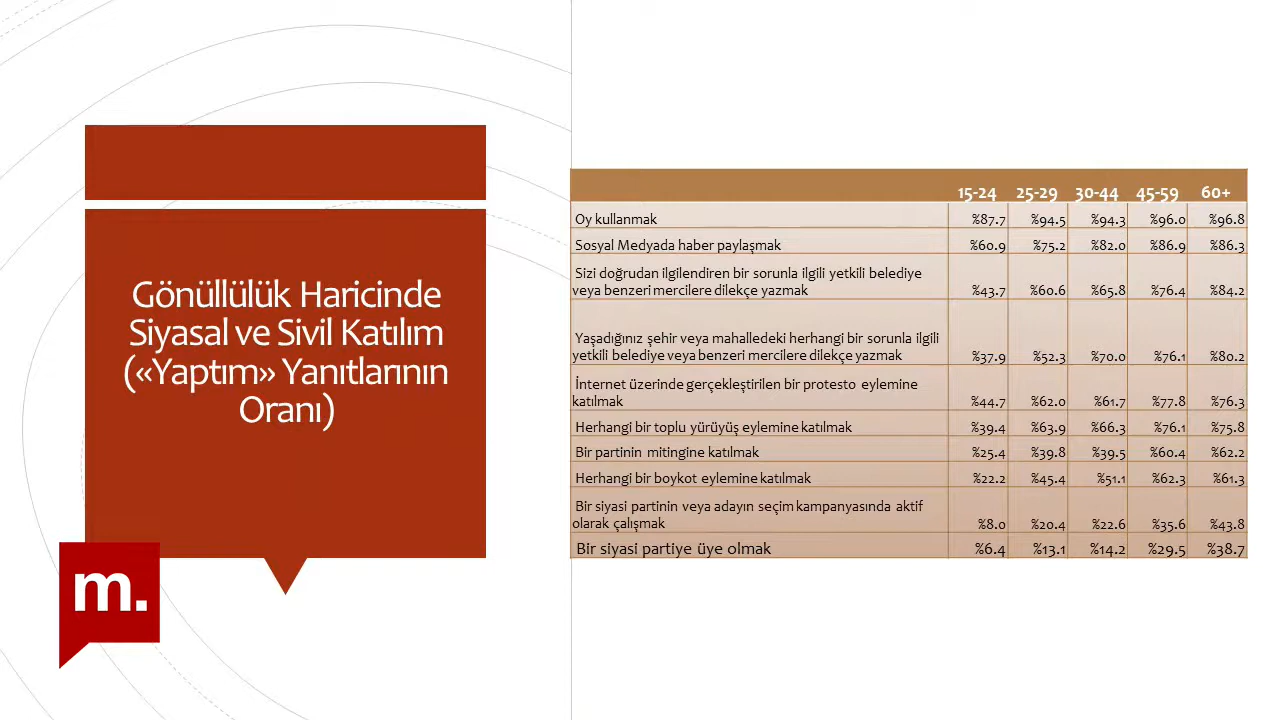 Gönüllülük Haricinde
Siyasal ve Sivil Katılım
(«Yaptım» Yanıtlarının
Oranı)
m.
15-24 25-29 30-44 45-59 60+
Oy kullanmak %87.7 %94.5 %94.3 %96.0 %96.8
Sosyal Medyada haber paylaşmak %60.9 %75.2 %82.0 %86.9 %86.3
Sizi doğrudan ilgilendiren bir sorunla ilgili yetkili belediye
veya benzeri mercilere dilekçe yazmak %43.7 %60.6 %65.8 %76.4 %84.2
Yaşadığınız şehir veya mahalledeki herhangi bir sorunla ilgili
yetkili belediye veya benzeri mercilere dilekçe yazmak %37.9 %52.3 %70.0 %76.1 %80.2
İnternet üzerinde gerçekleştirilen bir protesto eylemine
katılmak %44.7 %62.0 %61.7 %77.8 %76.3
Herhangi bir toplu yürüyüş eylemine katılmak %39.4 %63.9 %66.3 %76.1 %75.8
Bir partinin mitingine katılmak %25.4 %39.8 %39.5 %60.4 %62.2
Herhangi bir boykot eylemine katılmak %22.2 %45.4 %51.1 %62.3 %61.3
Bir siyasi partinin veya adayın seçim kampanyasında aktif
olarak çalışmak %8.0 %20.4 %22.6 %35.6 %43.8
Bir siyasi partiye üye olmak %6.4 %13.1 %14.2 %29.5 %38.7